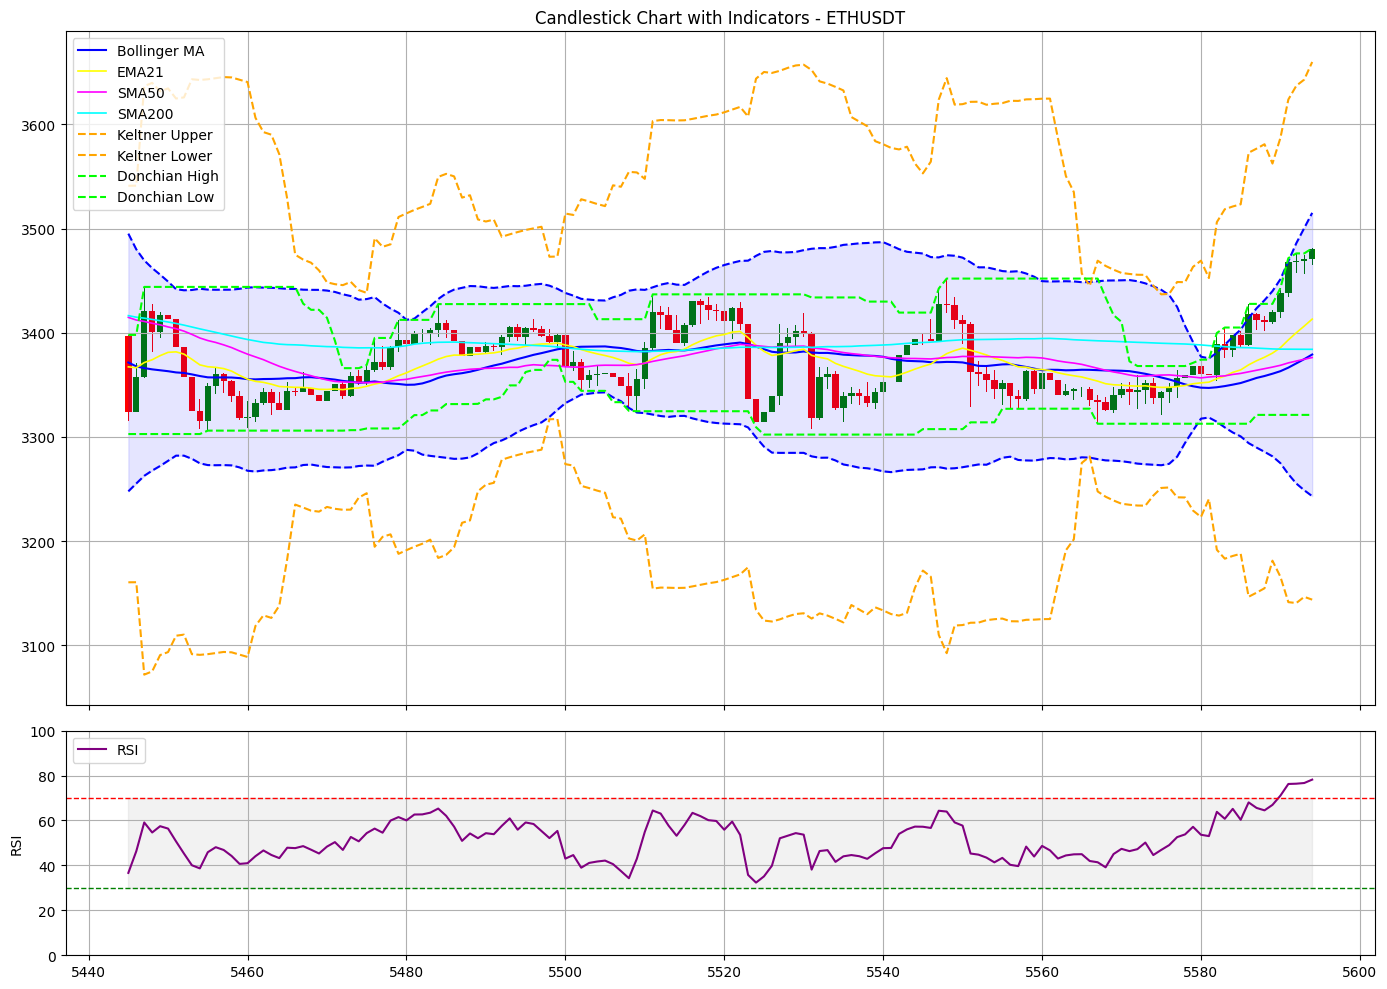 Candlestick Chart with Indicators - ETHUSDT
Bollinger MA
EMA21
SMA50
SMA200
Keltner Upper
Keltner Lower
Donchian High
Donchian Low
3600
3500
3400
3300
3200
3100
RSI
100
80
60
40
20
0
RSI
5440
5460
5480
5500
5520
5540
5560
5580
5600